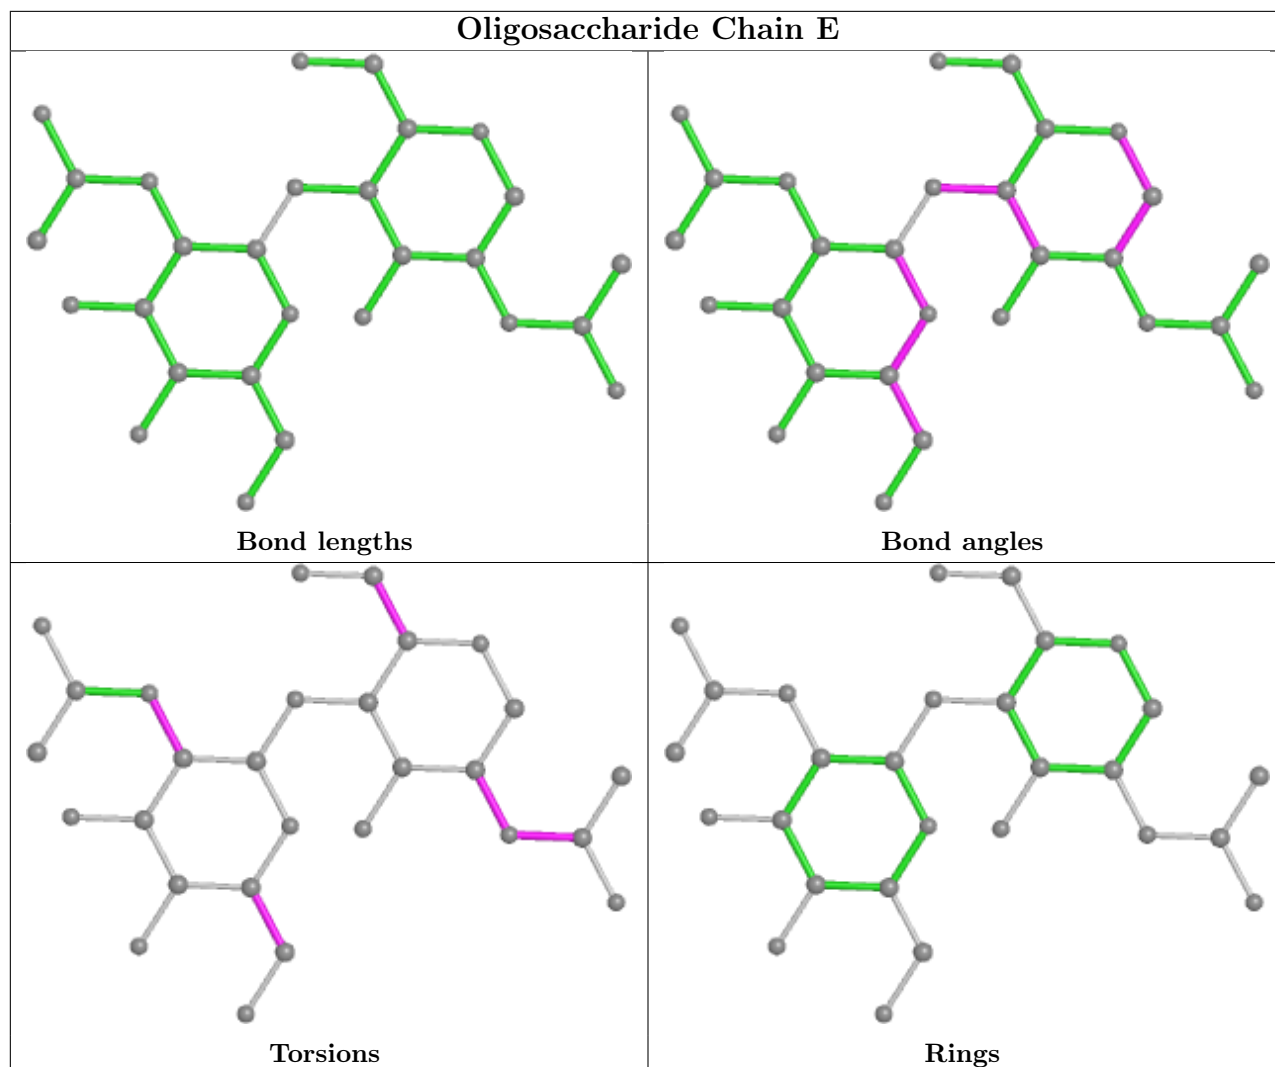 Oligosaccharide Chain E
Bond lengths
Bond angles
Torsions
Rings